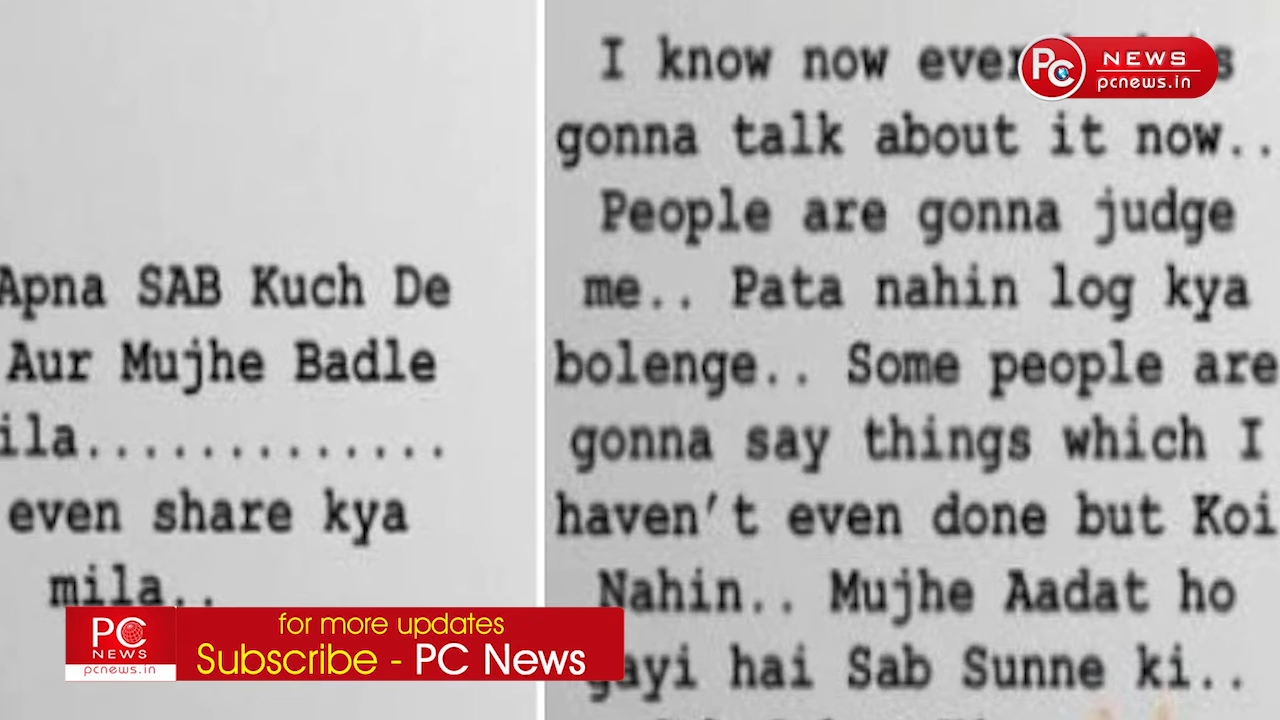 Apna SAB Kuch De
Aur Mujhe Badle
ila.............
even share kya
mila..
I know now
gonna talk about it now..
People are gonna judge
me.. Pata nahin log kya
bolenge.. Some people are
gonna say things which I
haven't even done but Koi
Nahin.. Mujhe Aadat ho
gayi hai Sab Sunne ki..
PC NEWS
pcnews.in
PC
NEWS
pcnews.in
for more updates
Subscribe - PC News